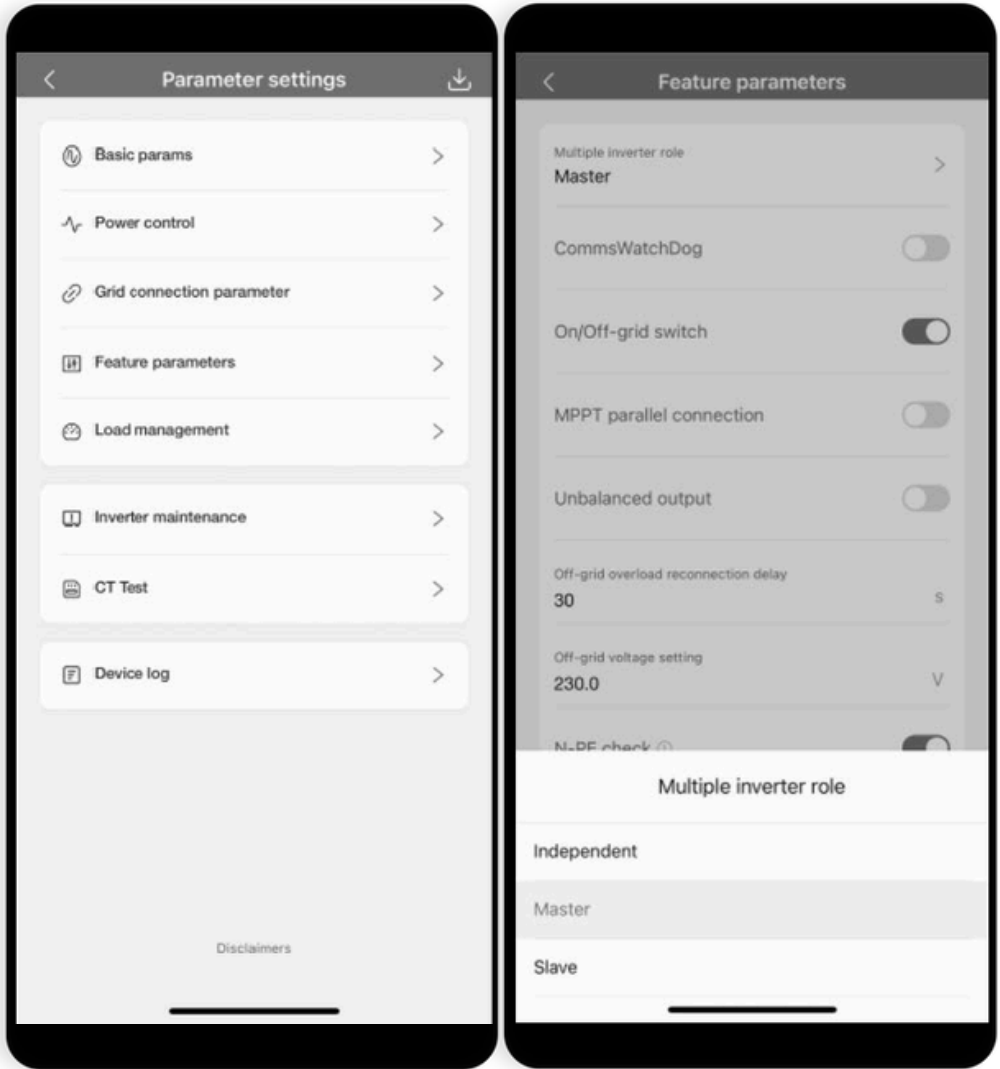 Parameter settings
Basic params
Power control
Grid connection parameter
Feature parameters
Load management
Inverter maintenance
CT Test
Device log
Disclaimers
Feature parameters
Multiple inverter role
Master
CommsWatchDog
On/Off-grid switch
MPPT parallel connection
Unbalanced output
Off-grid overload reconnection delay
30 s
Off-grid voltage setting
230.0 V
N-PE check
Multiple inverter role
Independent
Master
Slave